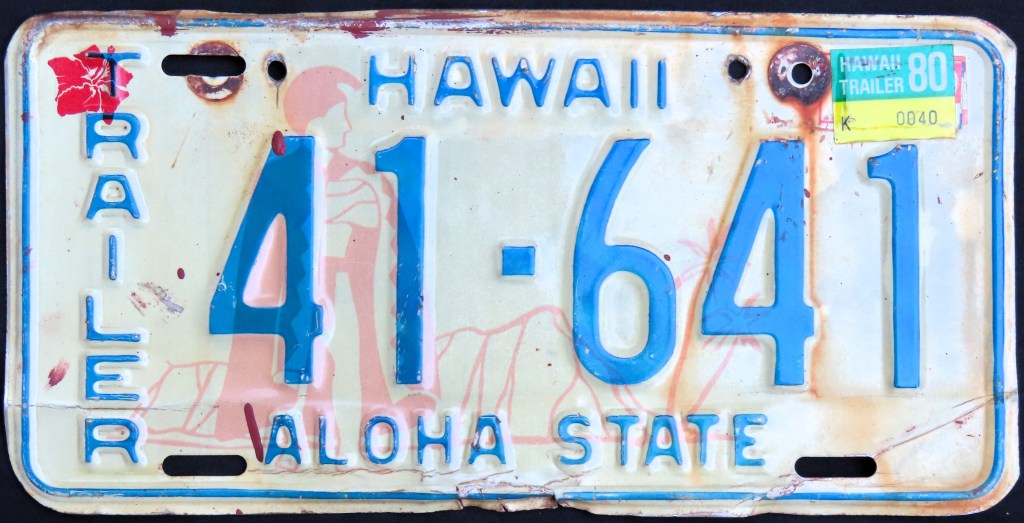 HAWAII
TRAILER
HAWAII 80
TRAILER
K 0040
41-641
ALOHA STATE